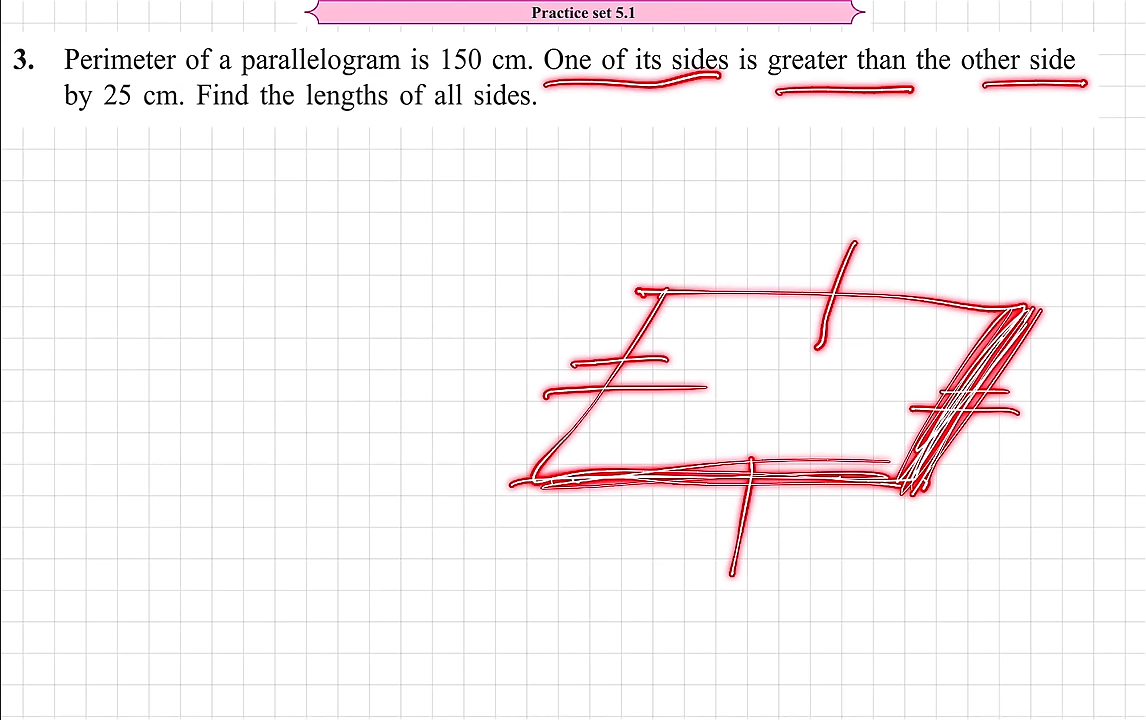 Practice set 5.1
3. Perimeter of a parallelogram is 150 cm. One of its sides is greater than the other side
by 25 cm. Find the lengths of all sides.